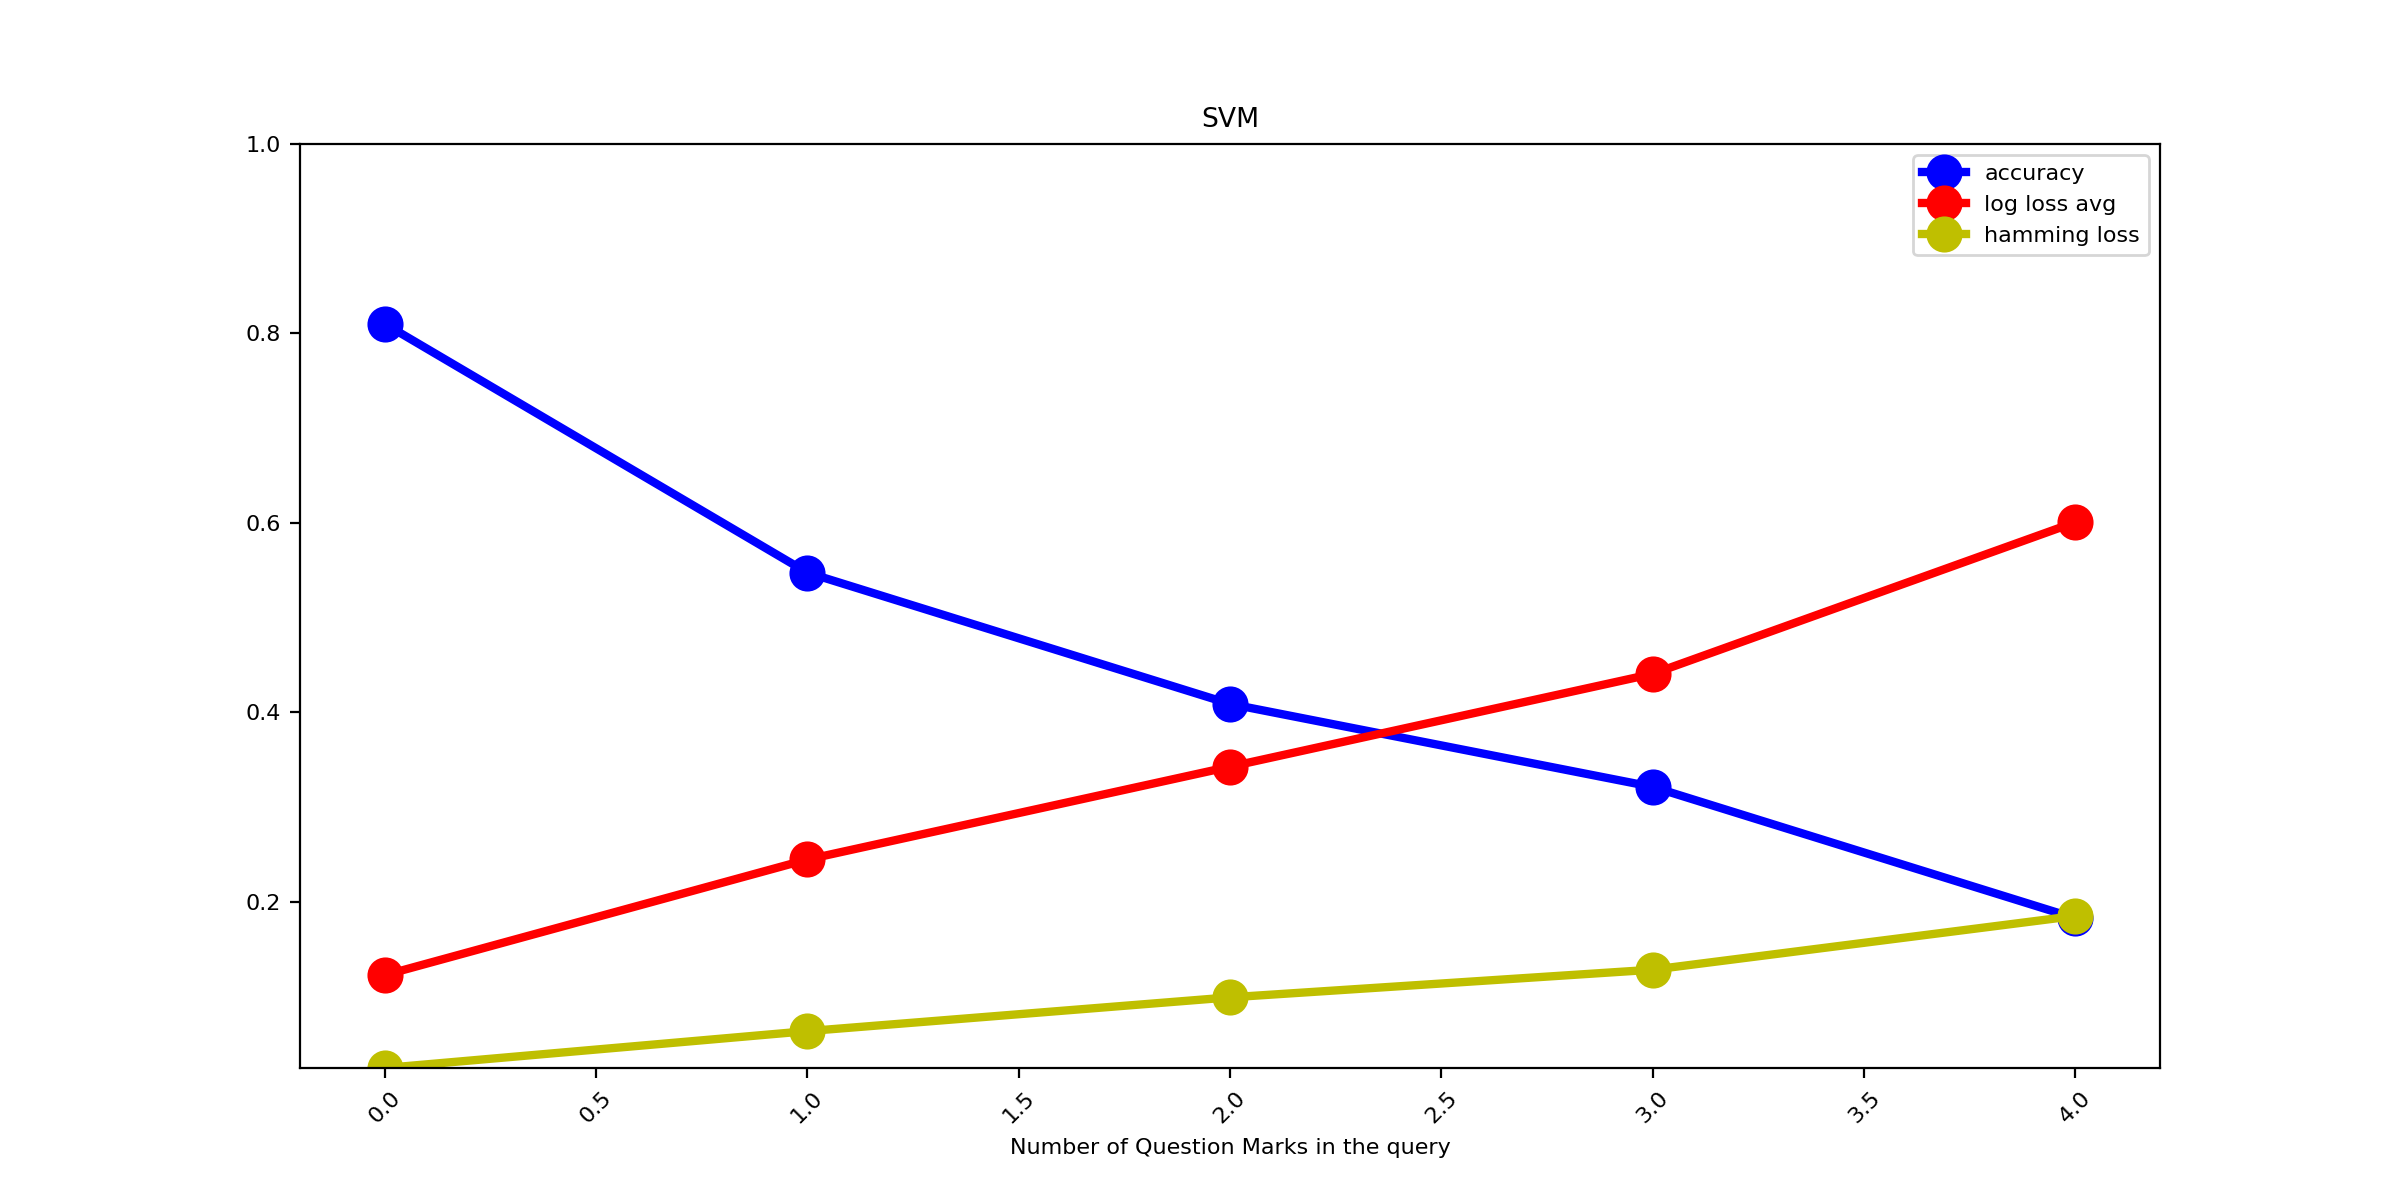 SVM
1.0
0.8
0.6
0.4
0.2
accuracy
log loss avg
hamming loss
0.0 0.5 1.0 1.5 2.0 2.5 3.0 3.5 4.0
Number of Question Marks in the query